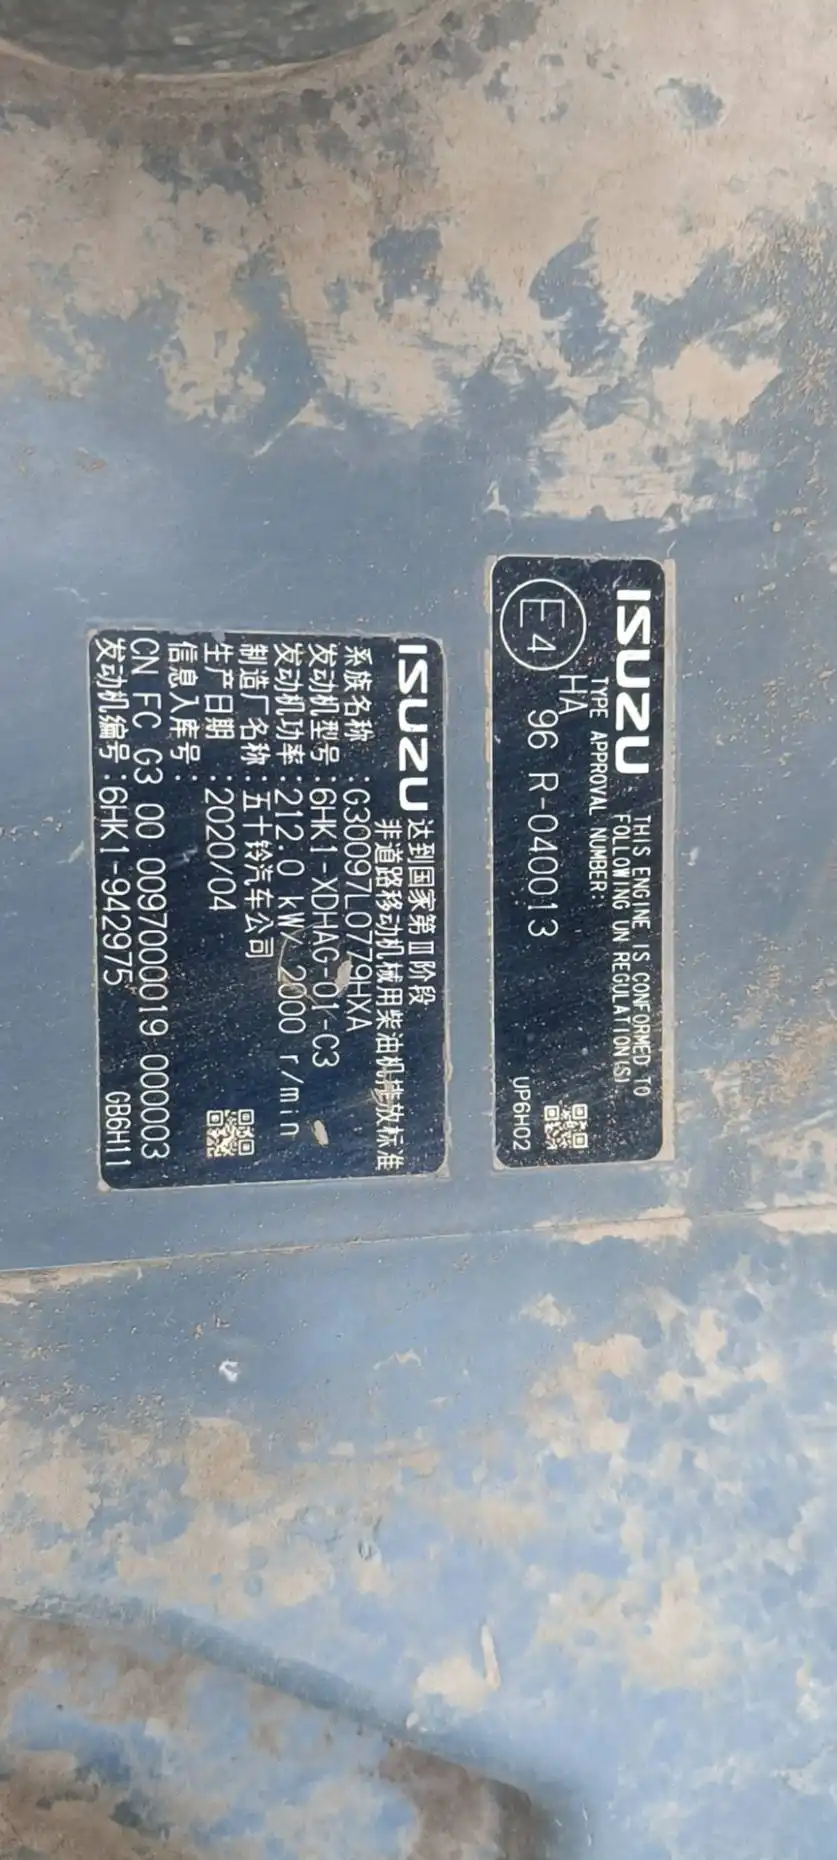 ISUZU
THIS ENGINE IS CONFORMED TO
FOLLOWING UN REGULATION(S)
TYPE APPROVAL NUMBER:
E4
HA
96 R-040013
UP6H02
ISUZU
达到国家第Ⅲ阶段
非道路移动机械用柴油机排放标准
系族名称 :G30097L0779HXA
发动机型号:6HK1-XDHAG-01-C3
发动机功率:212.0 kW/ 2000 r/min
制造厂名称:五十铃汽车公司
生产日期 :2020/04
信息入库号:
CN FC G3 00 0097000019 000003
发动机编号:6HK1-942975
GB6H11